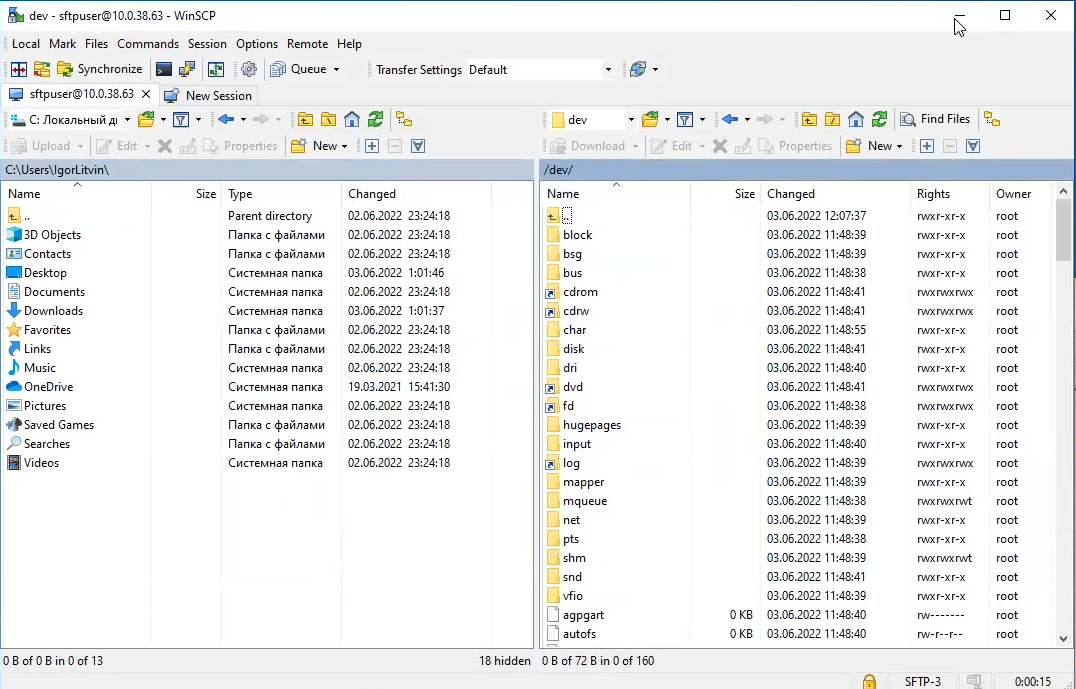 dev - sftpuser@10.0.38.63 - WinSCP
Local Mark Files Commands Session Options Remote Help
Synchronize Queue Transfer Settings Default
sftpuser@10.0.38.63 New Session
C: Локальный ди dev Find Files
Upload Edit Properties New Download Edit Properties New
C:\Users\IgorLitvin\ /dev/
Name Size Type Changed Name Size Changed Rights Owner
.. Parent directory 02.06.2022 23:24:18 .. 03.06.2022 12:07:37 rwxr-xr-x root
3D Objects Папка с файлами 02.06.2022 23:24:18 block 03.06.2022 11:48:39 rwxr-xr-x root
Contacts Папка с файлами 02.06.2022 23:24:18 bsg 03.06.2022 11:48:39 rwxr-xr-x root
Desktop Системная папка 03.06.2022 1:01:46 bus 03.06.2022 11:48:38 rwxr-xr-x root
Documents Системная папка 02.06.2022 23:24:18 cdrom 03.06.2022 11:48:41 rwxrwxrwx root
Downloads Системная папка 03.06.2022 1:01:37 cdrw 03.06.2022 11:48:41 rwxrwxrwx root
Favorites Папка с файлами 02.06.2022 23:24:18 char 03.06.2022 11:48:55 rwxr-xr-x root
Links Папка с файлами 02.06.2022 23:24:18 disk 03.06.2022 11:48:41 rwxr-xr-x root
Music Системная папка 02.06.2022 23:24:18 dri 03.06.2022 11:48:40 rwxr-xr-x root
OneDrive Системная папка 19.03.2021 15:41:30 dvd 03.06.2022 11:48:41 rwxrwxrwx root
Pictures Системная папка 02.06.2022 23:24:18 fd 03.06.2022 11:48:38 rwxrwxrwx root
Saved Games Папка с файлами 02.06.2022 23:24:18 hugepages 03.06.2022 11:48:39 rwxr-xr-x root
Searches Папка с файлами 02.06.2022 23:24:18 input 03.06.2022 11:48:40 rwxr-xr-x root
Videos Системная папка 02.06.2022 23:24:18 log 03.06.2022 11:48:39 rwxrwxrwx root
mapper 03.06.2022 11:48:39 rwxr-xr-x root
mqueue 03.06.2022 11:48:38 rwxrwxrwt root
net 03.06.2022 11:48:39 rwxr-xr-x root
pts 03.06.2022 11:48:38 rwxr-xr-x root
shm 03.06.2022 11:48:39 rwxrwxrwt root
snd 03.06.2022 11:48:41 rwxr-xr-x root
vfio 03.06.2022 11:48:39 rwxr-xr-x root
agpgart 0 KB 03.06.2022 11:48:40 rw------- root
autofs 0 KB 03.06.2022 11:48:40 rw-r--r-- root
0 B of 0 B in 0 of 13 18 hidden 0 B of 72 B in 0 of 160
SFTP-3 0:00:15